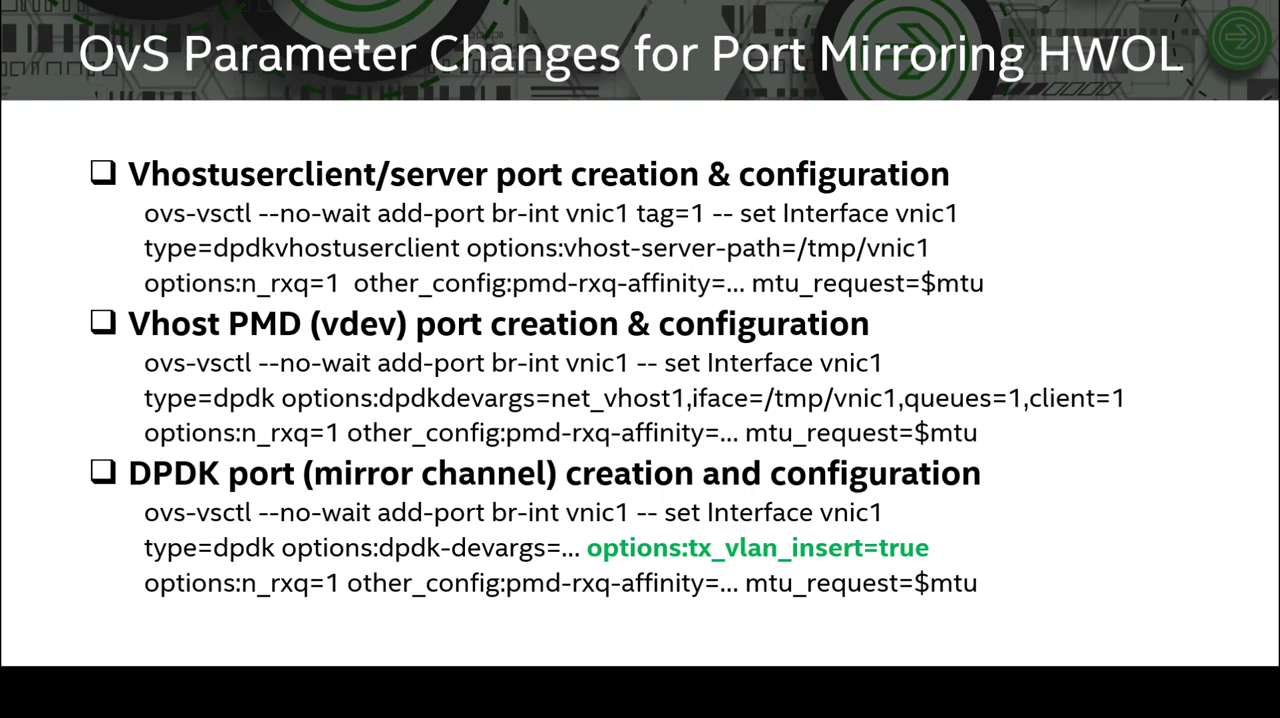 OvS Parameter Changes for Port Mirroring HWOL
Vhostuserclient/server port creation & configuration
ovs-vsctl --no-wait add-port br-int vnic1 tag=1 -- set Interface vnic1
type=dpdkvhostuserclient options:vhost-server-path=/tmp/vnic1
options:n_rxq=1  other_config:pmd-rxq-affinity=... mtu_request=$mtu
Vhost PMD (vdev) port creation & configuration
ovs-vsctl --no-wait add-port br-int vnic1 -- set Interface vnic1
type=dpdk options:dpdkdevargs=net_vhost1,iface=/tmp/vnic1,queues=1,client=1
options:n_rxq=1 other_config:pmd-rxq-affinity=... mtu_request=$mtu
DPDK port (mirror channel) creation and configuration
ovs-vsctl --no-wait add-port br-int vnic1 -- set Interface vnic1
type=dpdk options:dpdk-devargs=... options:tx_vlan_insert=true
options:n_rxq=1 other_config:pmd-rxq-affinity=... mtu_request=$mtu